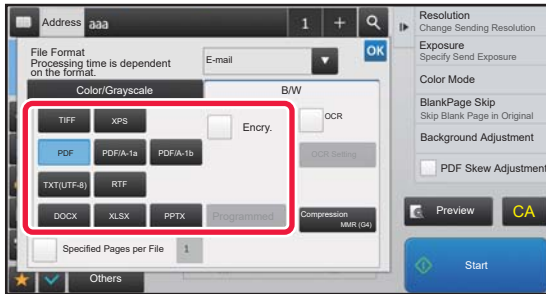 Address aaa 1 +
File Format
Processing time is dependent
on the format.
E-mail
OK
Color/Grayscale
B/W
TIFF
XPS
Encry.
OCR
PDF
PDF/A-1a
PDF/A-1b
OCR Setting
TXT(UTF-8)
RTF
DOCX
XLSX
PPTX
Programmed
Compression
MMR (G4)
Specified Pages per File
1
Others
Resolution
Change Sending Resolution
Exposure
Specify Send Exposure
Color Mode
BlankPage Skip
Skip Blank Page in Original
Background Adjustment
PDF Skew Adjustment
Preview
CA
Start